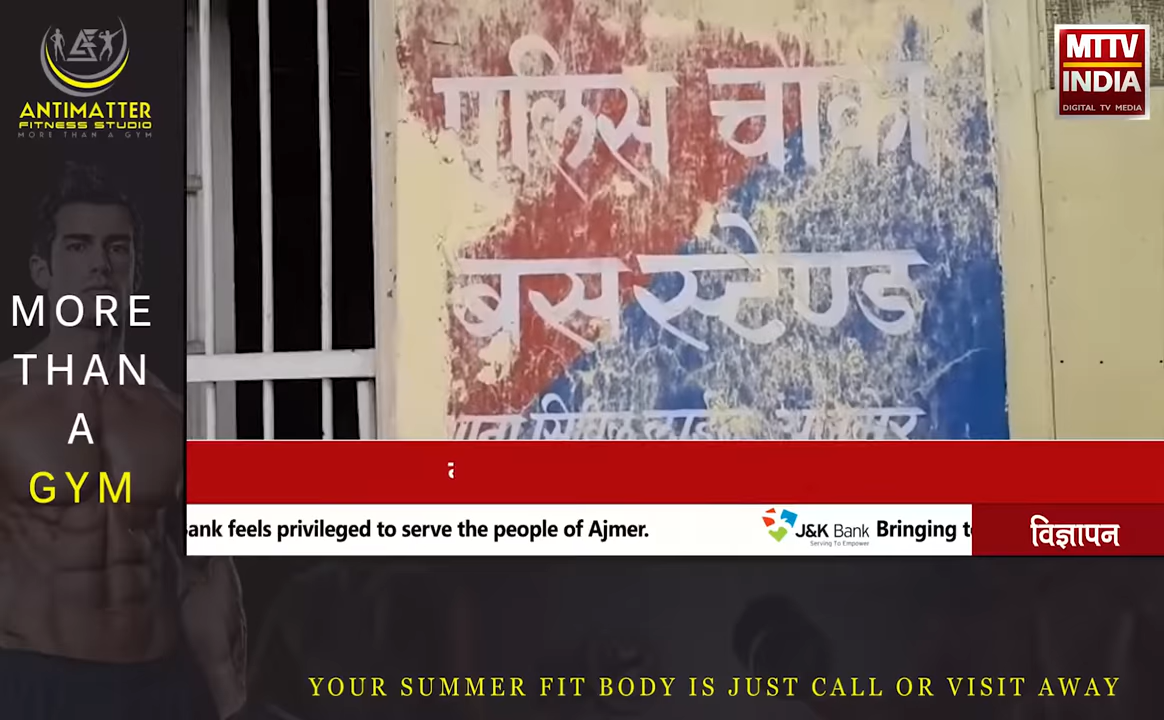 ANTIMATTER
FITNESS STUDIO
MORE THAN A GYM
MORE
THAN
A
GYM
पुलिस चौकी
बस स्टेण्ड
थाना सिविल लाईन अजमेर
MTTV
INDIA
DIGITAL TV MEDIA
ank feels privileged to serve the people of Ajmer.
J&K Bank
Serving To Empower
Bringing t
विज्ञापन
YOUR SUMMER FIT BODY IS JUST CALL OR VISIT AWAY